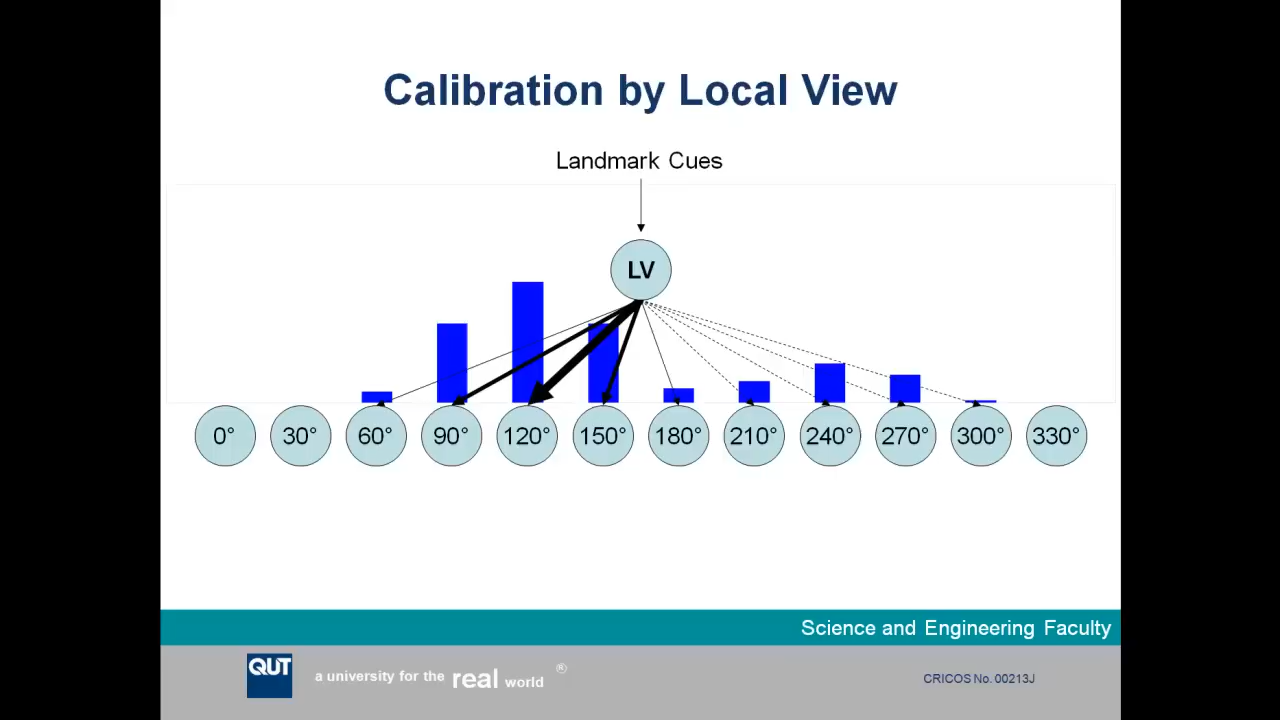 Calibration by Local View
Landmark Cues
LV
0° 30° 60° 90° 120° 150° 180° 210° 240° 270° 300° 330°
Science and Engineering Faculty
QUT a university for the real world ® CRICOS No. 00213J